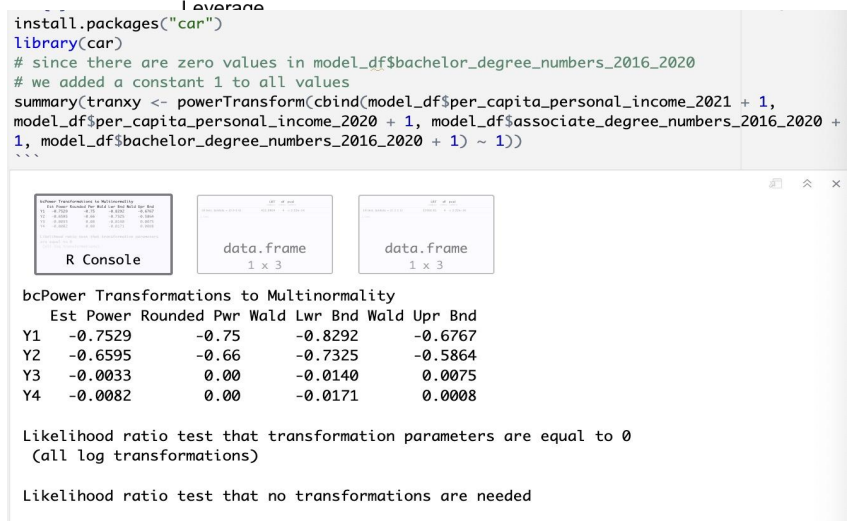 Leverage
install.packages("car")
library(car)
# since there are zero values in model_df$bachelor_degree_numbers_2016_2020
# we added a constant 1 to all values
summary(tranxy <- powerTransform(cbind(model_df$per_capita_personal_income_2021 + 1,
model_df$per_capita_personal_income_2020 + 1, model_df$associate_degree_numbers_2016_2020 +
1, model_df$bachelor_degree_numbers_2016_2020 + 1) ~ 1))
```
R Console
data.frame
1 x 3
data.frame
1 x 3
bcPower Transformations to Multinormality
Est Power Rounded Pwr Wald Lwr Bnd Wald Upr Bnd
Y1 -0.7529 -0.75 -0.8292 -0.6767
Y2 -0.6595 -0.66 -0.7325 -0.5864
Y3 -0.0033 0.00 -0.0140 0.0075
Y4 -0.0082 0.00 -0.0171 0.0008
Likelihood ratio test that transformation parameters are equal to 0
(all log transformations)
Likelihood ratio test that no transformations are needed